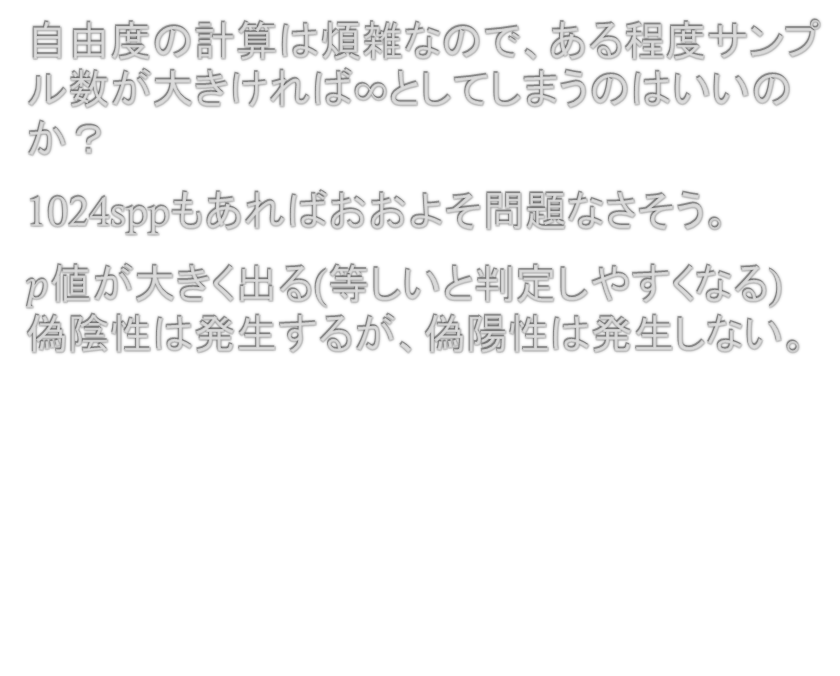 自由度の計算は煩雑なので、ある程度サンプ
ル数が大きければ∞としてしまうのはいいの
か？
1024sppもあればおおよそ問題なさそう。
p値が大きく出る(等しいと判定しやすくなる)
偽陰性は発生するが、偽陽性は発生しない。